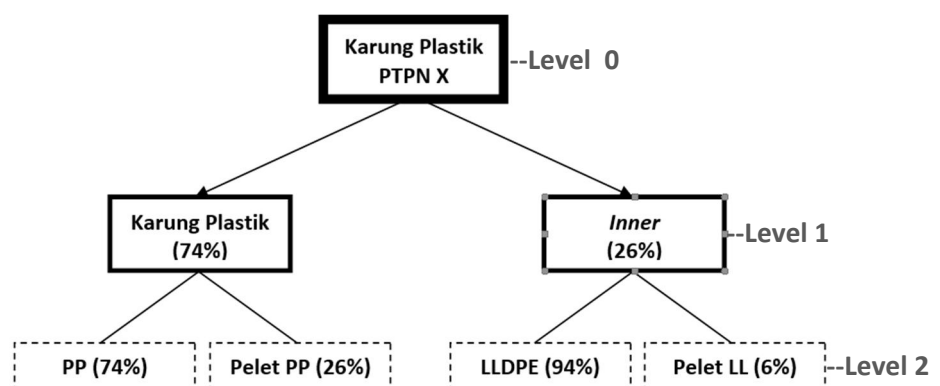 Karung Plastik
PTPN X
--Level 0
Karung Plastik
(74%)
Inner
(26%)
--Level 1
PP (74%)
Pelet PP (26%)
LLDPE (94%)
Pelet LL (6%)
--Level 2